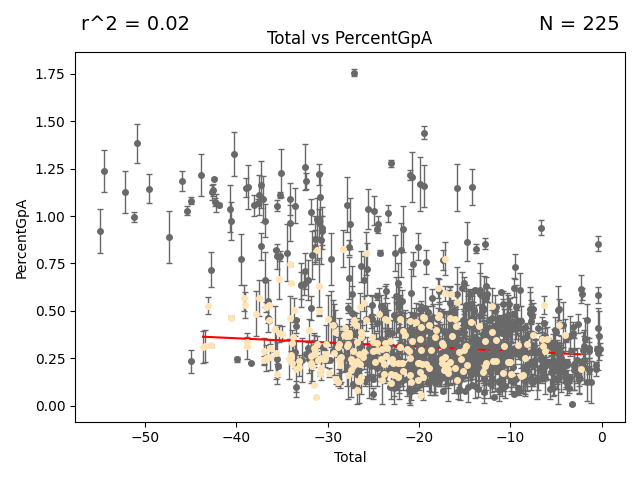 r^2 = 0.02
N = 225
Total vs PercentGpA
1.75
1.50
1.25
1.00
0.75
0.50
0.25
0.00
PercentGpA
−50
−40
−30
−20
−10
0
Total